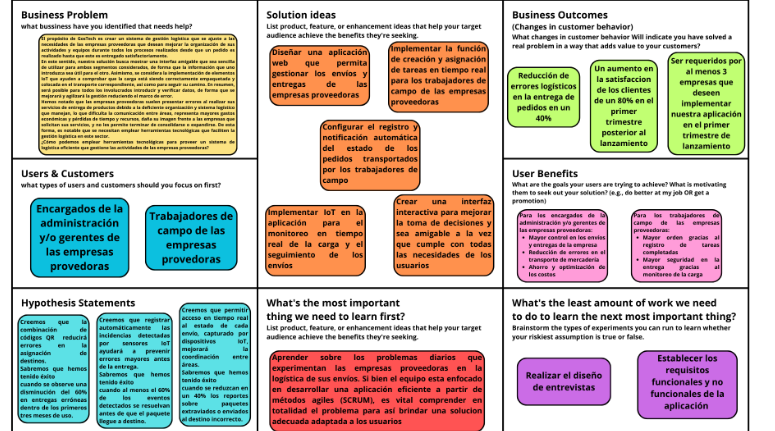 Business Problem
what bussiness have you identified that needs help?
El propósito de GeoTech es crear un sistema de gestión logística que se ajuste a las
necesidades de las empresas proveedoras que desean mejorar la organización de sus
actividades y equipo durante todos los procesos realizados desde que un pedido es
realizado hasta que este es entregado satisfactoriamente.
En este sentido, nuestra solución busca mostrar una interfaz amigable que sea sencilla
de utilizar para ambos segmentos considerados, de forma que la información que uno
introduzca sea útil para el otro. Además, se considera la implementación de elementos
IoT que ayuden a comprobar que la carga esté siendo correctamente empaquetada y
colocada en el transporte correspondiente, así como para seguir su camino. En resumen,
será posible para todos los involucrados introducir y verificar datos, de forma que se
mejorará y agilizará la gestión reduciendo el marco de error.
Hemos notado que las empresas proveedoras suelen presentar errores al realizar sus
servicios de entrega de productos debido a la deficiente organización y sistema logístico
que manejan, lo que dificulta la comunicación entre áreas, representa mayores gastos
económicos y pérdidas de tiempo y recursos, daña su imagen frente a las empresas que
solicitan sus servicios, y no les permite terminar de consolidarse o expandirse. De esta
forma, es notable que se necesitan emplear herramientas tecnológicas que faciliten la
gestión logística en este sector.
¿Cómo podemos emplear herramientas tecnológicas para proveer un sistema de
logística eficiente que gestione las actividades de las empresas proveedoras?
Users & Customers
what types of users and customers should you focus on first?
Encargados de la
administración
y/o gerentes de
las empresas
provedoras
Trabajadores de
campo de las
empresas
provedoras
Hypothesis Statements
Creemos que la
combinación de
códigos QR reducirá
errores en la
asignación de
destinos.
Sabremos que hemos
tenido éxito
cuando se observe una
disminución del 60%
en entregas erróneas
dentro de los primeros
tres meses de uso.
Creemos que registrar
automáticamente las
incidencias detectadas
por sensores IoT
ayudará a prevenir
errores mayores antes
de la entrega.
Sabremos que hemos
tenido éxito
cuando al menos el 60%
de los eventos
detectados se resuelvan
antes de que el paquete
llegue a destino.
Creemos que permitir
acceso en tiempo real
al estado de cada
envío, capturado por
dispositivos IoT,
mejorará la
coordinación entre
áreas.
Sabremos que hemos
tenido éxito
cuando se reduzcan en
un 40% los reportes
sobre paquetes
extraviados o enviados
al destino incorrecto.
Solution ideas
List product, feature, or enhancement ideas that help your target
audience achieve the benefits they're seeking.
Diseñar una aplicación
web que permita
gestionar los envíos y
entregas de las
empresas proveedoras
Implementar la función
de creación y asignación
de tareas en tiempo real
para los trabajadores de
campo de las empresas
proveedoras
Configurar el registro y
notificación automática
del estado de los
pedidos transportados
por los trabajadores de
campo
Implementar IoT en la
aplicación para el
monitoreo en tiempo
real de la carga y el
seguimiento de los
envíos
Crear una interfaz
interactiva para mejorar
la toma de decisiones y
sea amigable a la vez
que cumple con todas
las necesidades de los
usuarios
What's the most important
thing we need to learn first?
List product, feature, or enhancement ideas that help your target
audience achieve the benefits they're seeking.
Aprender sobre los problemas diarios que
experimentan las empresas proveedoras en la
logística de sus envíos. Si bien el equipo esta enfocado
en desarrollar una aplicación eficiente a partir de
métodos ágiles (SCRUM), es vital comprender en
totalidad el problema para así brindar una solucion
adecuada adaptada a los usuarios
Business Outcomes
(Changes in customer behavior)
What changes in customer behavior Will indicate you have solved a
real problem in a way that adds value to your customers?
Reducción de
errores logísticos
en la entrega de
pedidos en un
40%
Un aumento en
la satisfaccion
de los clientes
de un 80% en el
primer
trimestre
posterior al
lanzamiento
Ser requeridos por
al menos 3
empresas que
deseen
implementar
nuestra aplicación
en el primer
trimestre de
lanzamiento
User Benefits
What are the goals your users are trying to achieve? What is motivating
them to seek out your solution? (e.g., do better at my job OR get a
promotion)
Para los encargados de la
administración y/o gerentes de
las empresas proveedoras:
Mayor control en los envíos
y entregas de la empresa
Reducción de errores en el
transporte de mercadería
Ahorro y optimización de
los costos
Para los trabajadores de
campo de las empresas
proveedoras:
Mayor orden gracias al
registro de tareas
completadas
Mayor seguridad en la
entrega gracias al
monitoreo de la carga
What's the least amount of work we need
to do to learn the next most important thing?
Brainstorm the types of experiments you can run to learn whether
your riskiest assumption is true or false.
Realizar el diseño
de entrevistas
Establecer los
requisitos
funcionales y no
funcionales de la
aplicación